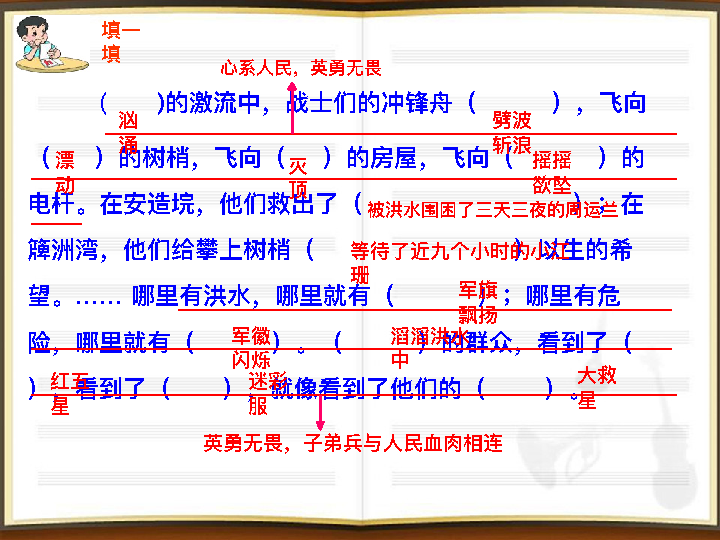 填一
填
心系人民，英勇无畏
（汹涌）的激流中，战士们的冲锋舟（劈波斩浪），飞向
（漂动）的树梢，飞向（灭顶）的房屋，飞向（摇摇欲坠）的
电杆。在安造垸，他们救出了（被洪水围困了三天三夜的周运兰）；在
簰洲湾，他们给攀上树梢（等待了近九个小时的小江珊）以生的希
望。…… 哪里有洪水，哪里就有（军旗飘扬）；哪里有危
险，哪里就有（军徽闪烁）。（滔滔洪水中）的群众，看到了（
红五星），看到了（迷彩服），就像看到了他们的（大救星）。
英勇无畏，子弟兵与人民血肉相连